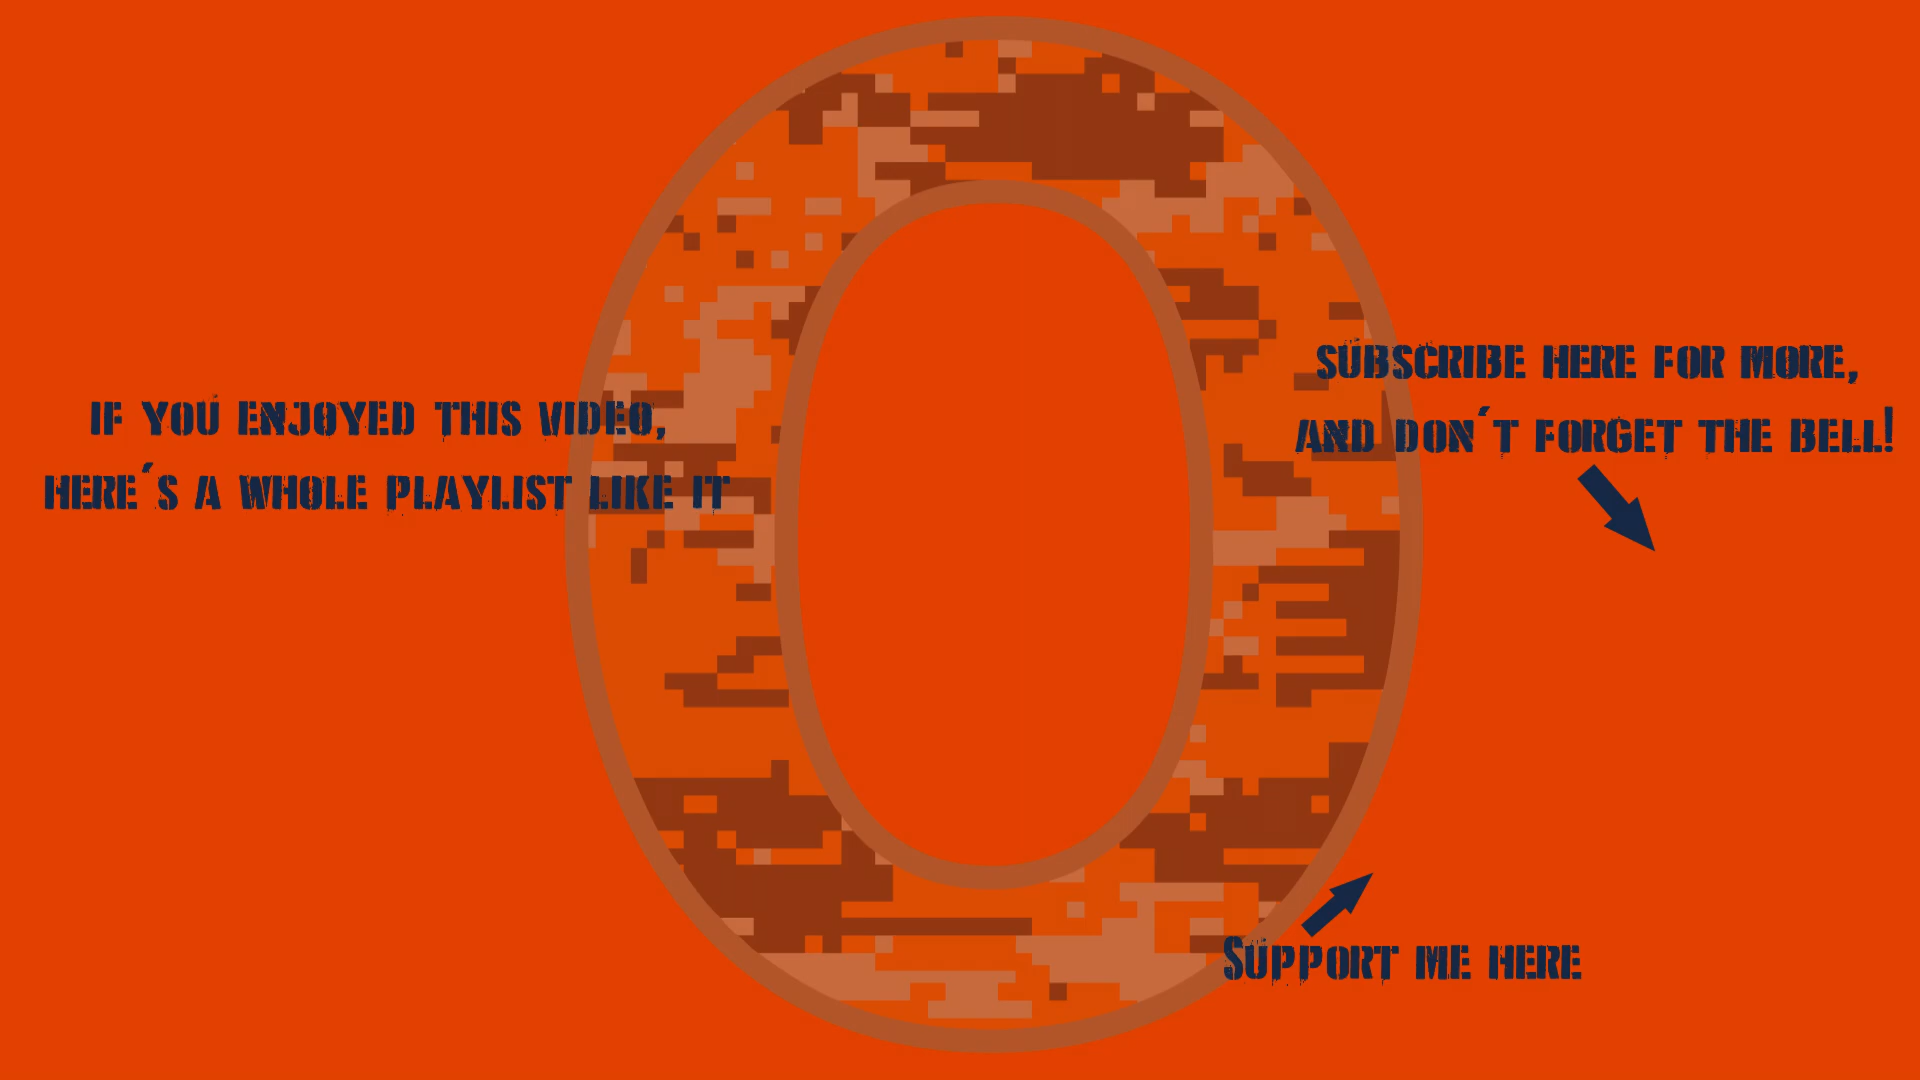 IF YOU ENJOYED THIS VIDEO,
HERE´S A WHOLE PLAYLIST LIKE IT
SUBSCRIBE HERE FOR MORE,
AND DON´T FORGET THE BELL!
SUPPORT ME HERE
O